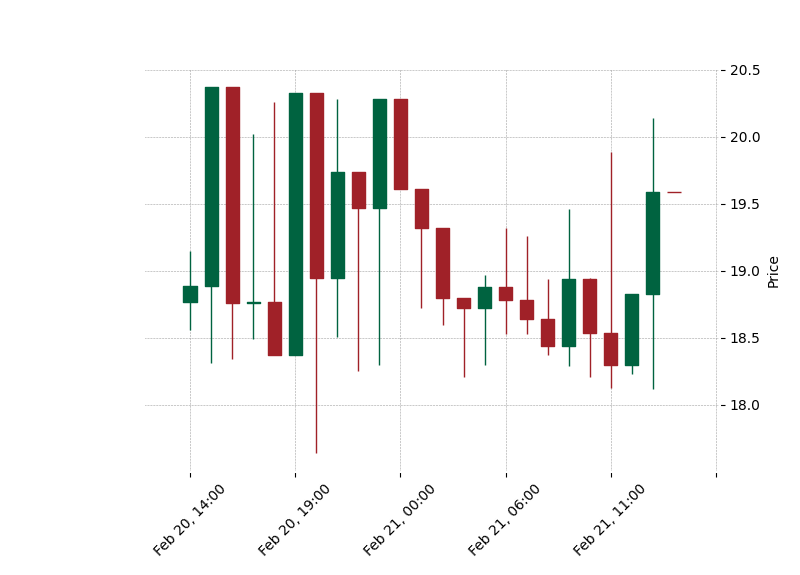 20.5
20.0
19.5
19.0
18.5
18.0
Price
Feb 20, 14:00
Feb 20, 19:00
Feb 21, 00:00
Feb 21, 06:00
Feb 21, 11:00